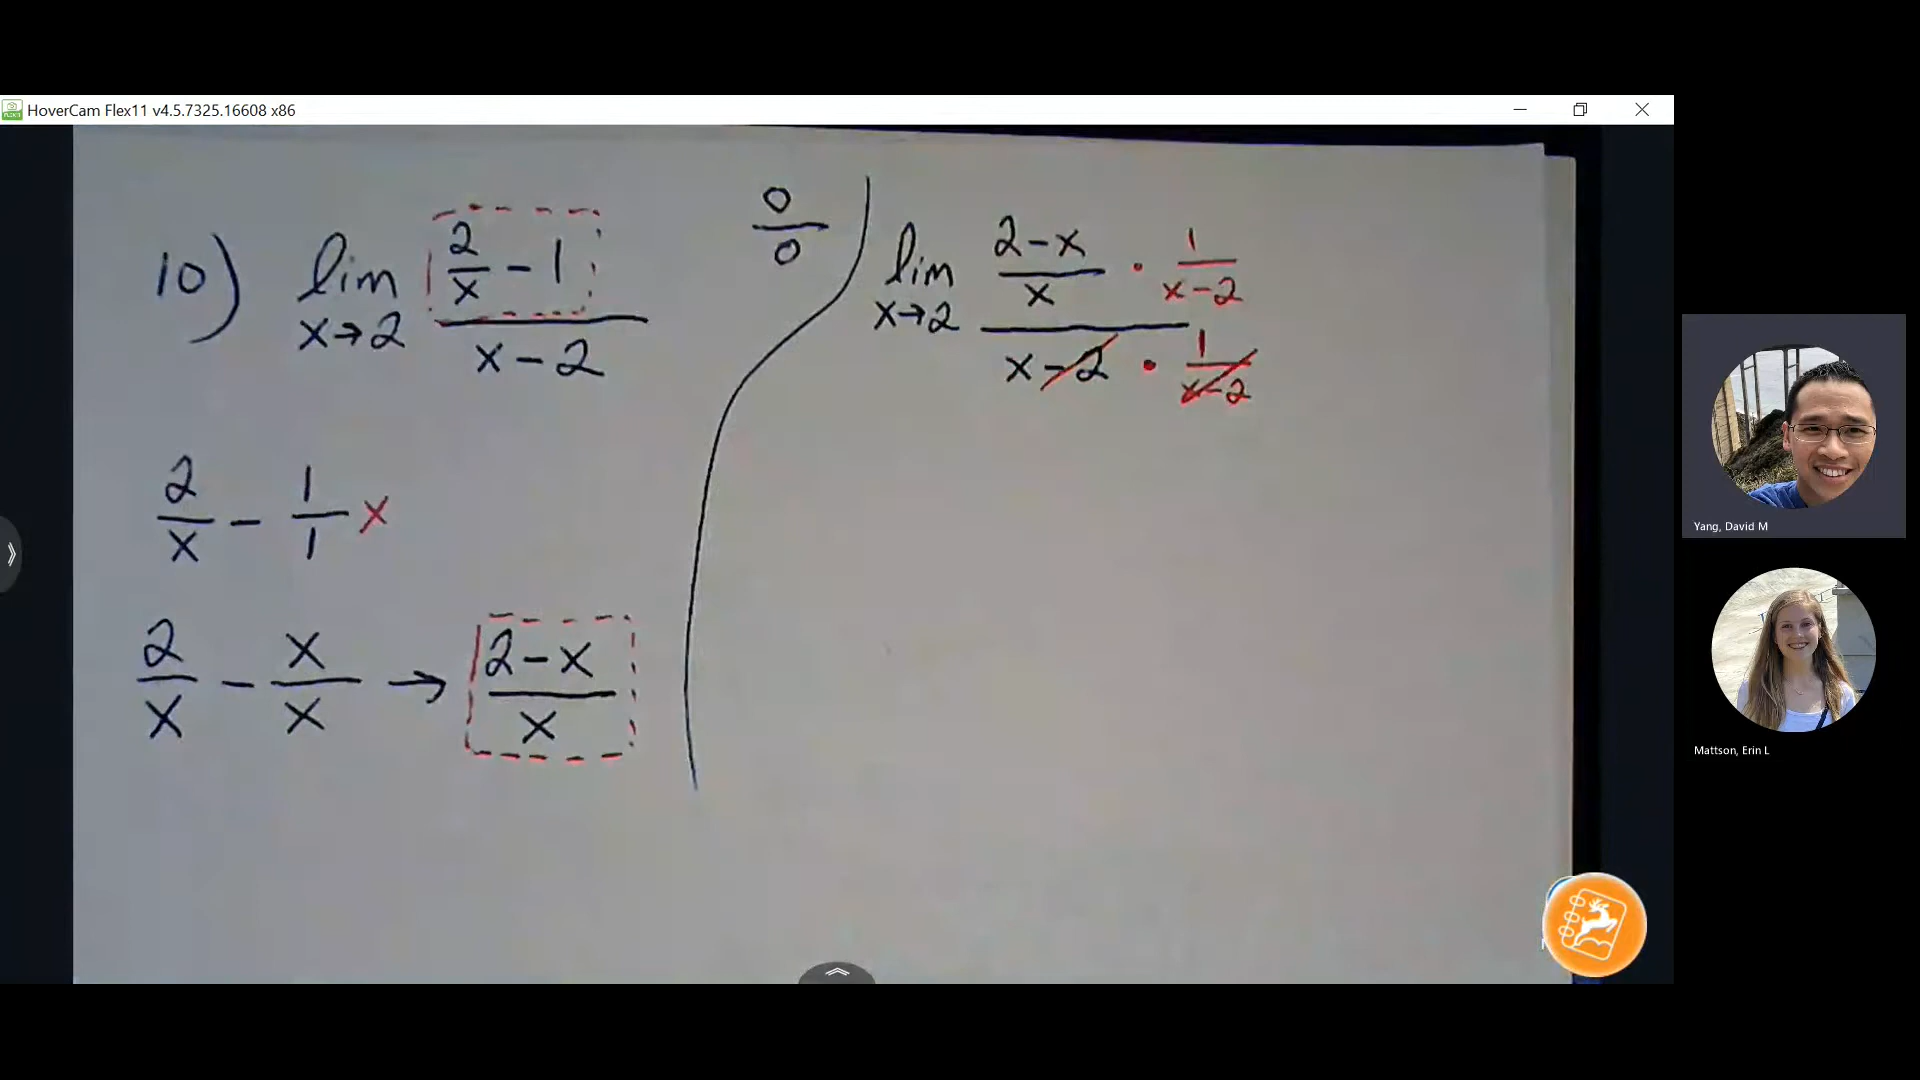 HoverCam Flex11 v4.5.7325.16608 x86
10) lim x→2 (2/x - 1)/(x-2)
0/0
lim x→2 ((2-x)/x · 1/(x-2))/(x-2 · 1/(x-2))
2/x - 1/1 x
2/x - x/x → (2-x)/x
Yang, David M
Mattson, Erin L